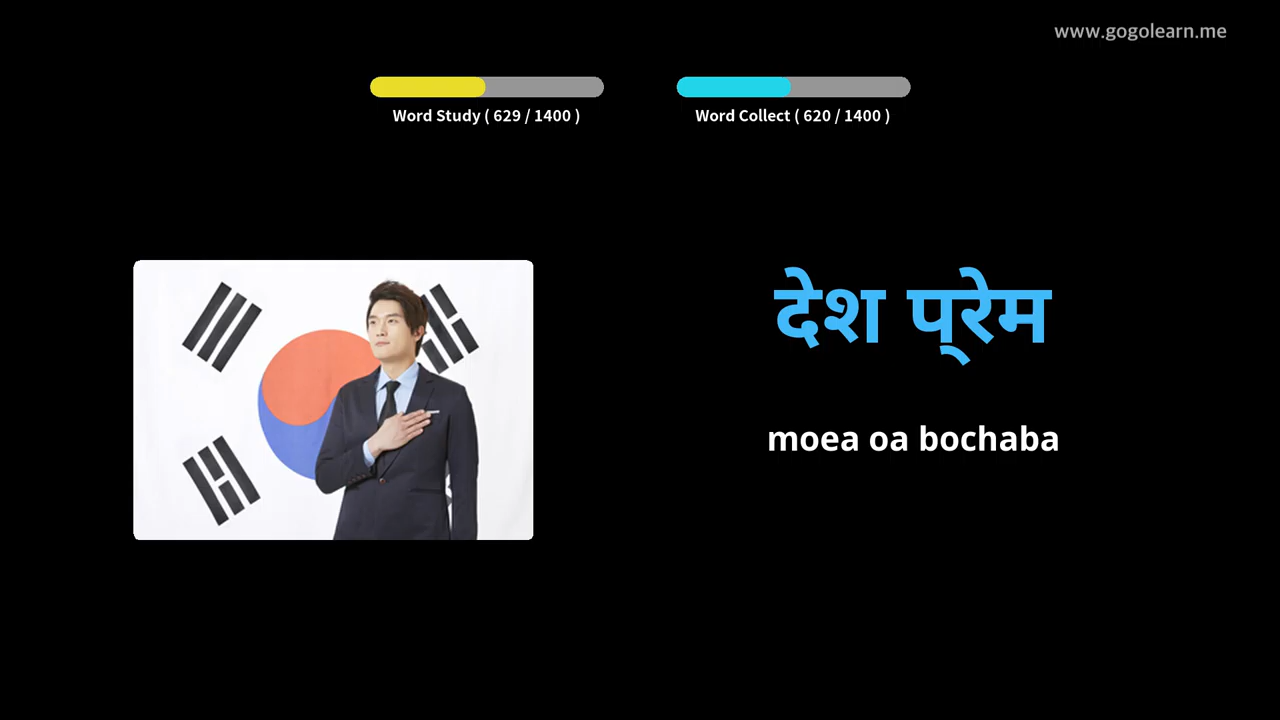 www.gogolearn.me
Word Study ( 629 / 1400 )
Word Collect ( 620 / 1400 )
देश प्रेम
moea oa bochaba